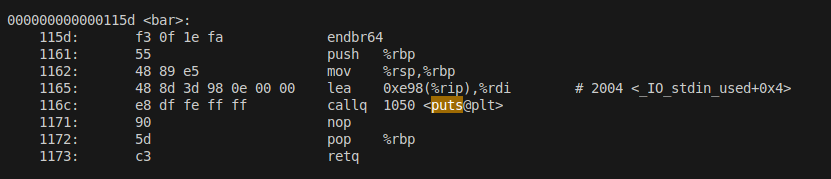 000000000000115d <bar>:
    115d:       f3 0f 1e fa             endbr64
    1161:       55                      push   %rbp
    1162:       48 89 e5                mov    %rsp,%rbp
    1165:       48 8d 3d 98 0e 00 00    lea    0xe98(%rip),%rdi        # 2004 <_IO_stdin_used+0x4>
    116c:       e8 df fe ff ff          callq  1050 <puts@plt>
    1171:       90                      nop
    1172:       5d                      pop    %rbp
    1173:       c3                      retq